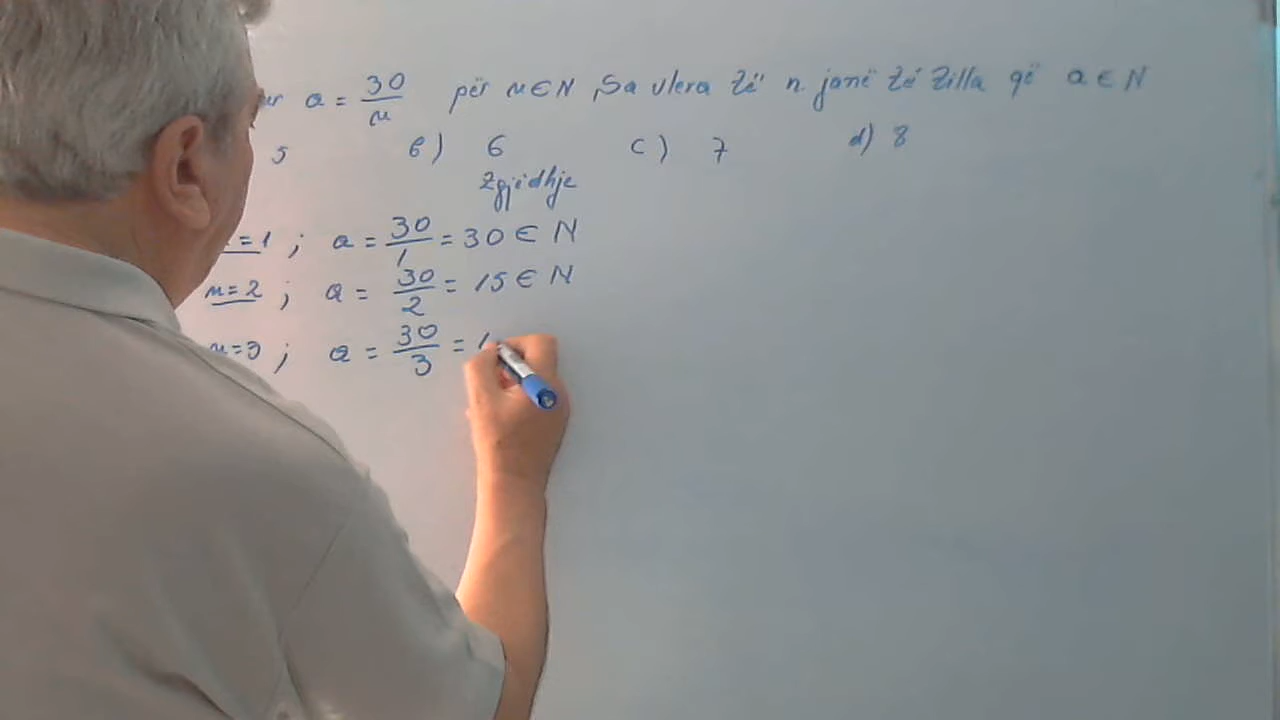 a = 30/n për n∈N, Sa vlera të n janë të tilla që a∈N
5 b) 6 c) 7 d) 8
Zgjidhje
=1 ; a = 30/1 = 30 ∈ N
n=2 ; a = 30/2 = 15 ∈ N
n=3 ; a = 30/3 = 1